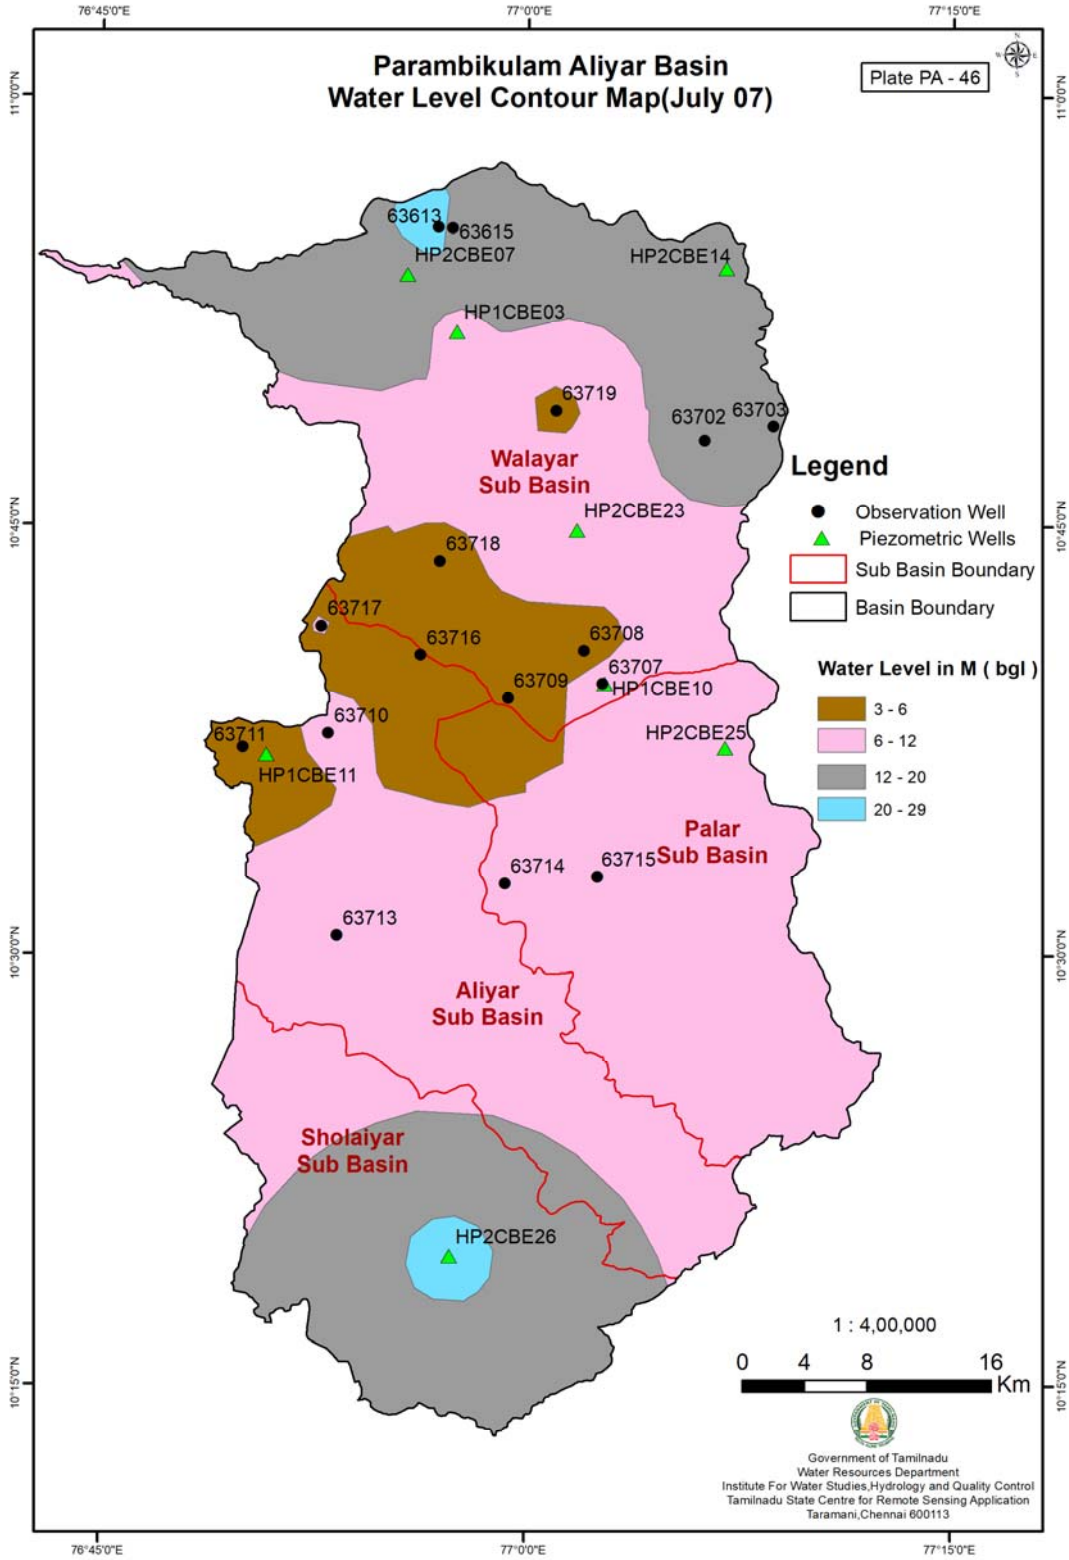 76°45'0"E
77°0'0"E
77°15'0"E
Parambikulam Aliyar Basin
Water Level Contour Map(July 07)
Plate PA - 46
N
W
E
S
11°0'0"N
11°0'0"N
63613
63615
HP2CBE07
HP2CBE14
HP1CBE03
63719
63702
63703
Walayar
Sub Basin
Legend
10°45'0"N
10°45'0"N
HP2CBE23
Observation Well
Piezometric Wells
Sub Basin Boundary
Basin Boundary
63718
63717
63716
63708
63707
HP1CBE10
63709
Water Level in M ( bgl )
3 - 6
6 - 12
12 - 20
20 - 29
63710
63711
HP1CBE11
HP2CBE25
Palar
Sub Basin
63714
63715
63713
10°30'0"N
10°30'0"N
Aliyar
Sub Basin
Sholaiyar
Sub Basin
HP2CBE26
1 : 4,00,000
0 4 8 16
Km
10°15'0"N
10°15'0"N
Government of Tamilnadu
Water Resources Department
Institute For Water Studies,Hydrology and Quality Control
Tamilnadu State Centre for Remote Sensing Application
Taramani,Chennai 600113
76°45'0"E
77°0'0"E
77°15'0"E